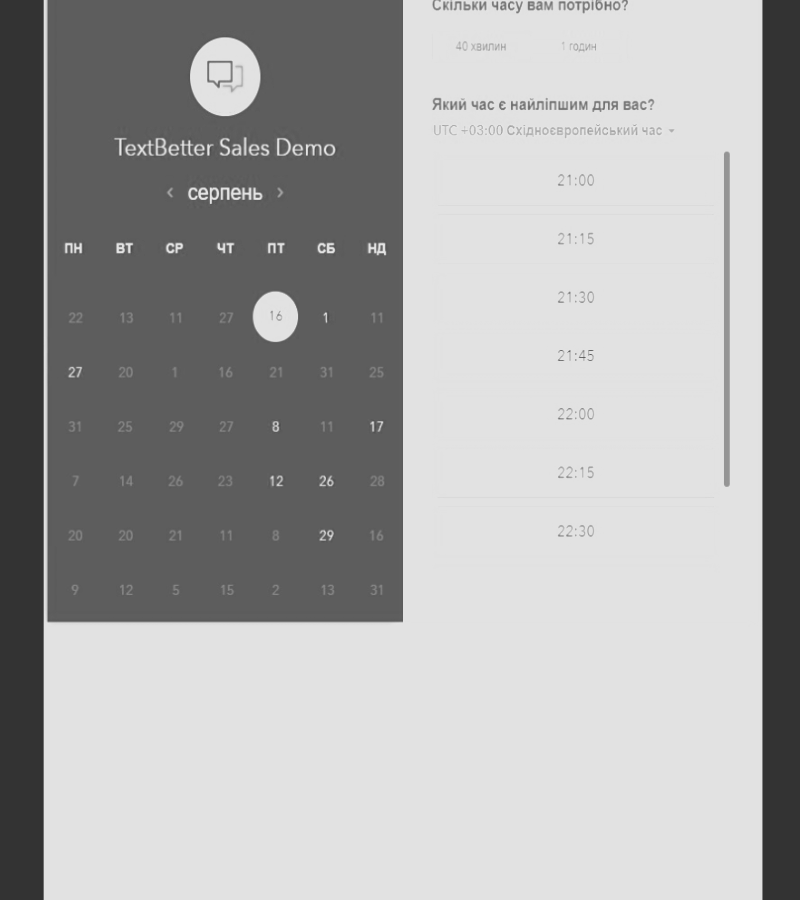 TextBetter Sales Demo
‹ серпень ›
ПН ВТ СР ЧТ ПТ СБ НД
22 13 11 27 16 1 11
27 20 1 16 21 31 25
31 25 29 27 8 11 17
7 14 26 23 12 26 28
20 20 21 11 8 29 16
9 12 5 15 2 13 31
Скільки часу вам потрібно?
40 хвилин 1 годин
Який час є найліпшим для вас?
UTC +03:00 Східноєвропейський час
21:00
21:15
21:30
21:45
22:00
22:15
22:30